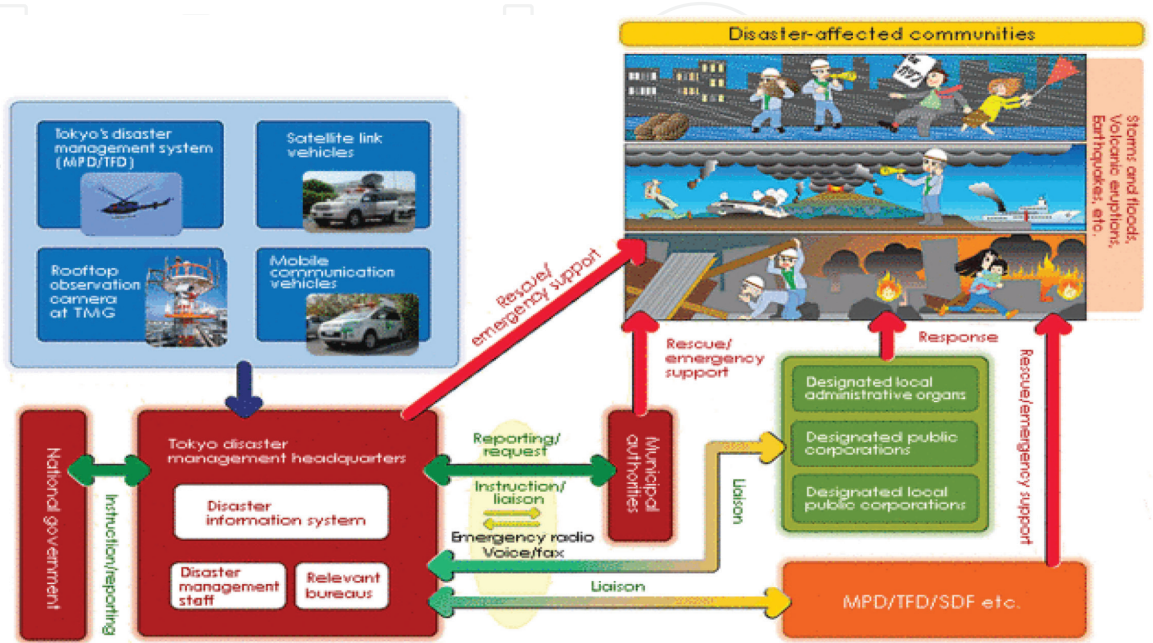 Disaster-affected communities
Storms and floods,
Volcanic eruptions,
Earthquakes, etc.
Tokyo's disaster
management system
(MPD/TFD)
Satellite link
vehicles
Rooftop
observation
camera
at TMG
Mobile
communication
vehicles
Rescue/
emergency support
Rescue/
emergency
support
Response
Rescue/emergency support
Designated local
administrative organs
Designated public
corporations
Designated local
public corporations
National government
Instruction/reporting
Tokyo disaster
management headquarters
Disaster
information system
Disaster
management
staff
Relevant
bureaus
Reporting/
request
Instruction/
liaison
Emergency radio
Voice/fax
Municipal
authorities
Liaison
Liaison
MPD/TFD/SDF etc.